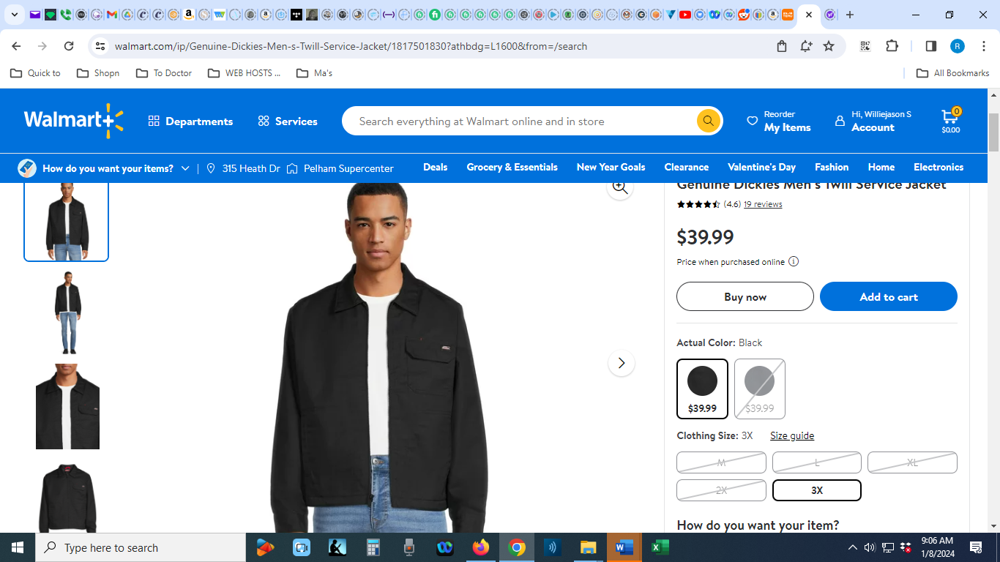 walmart.com/ip/Genuine-Dickies-Men-s-Twill-Service-Jacket/1817501830?athbdg=L1600&from=/search
R
Quick to
Shopn
To Doctor
WEB HOSTS ...
Ma's
All Bookmarks
Walmart+
Departments
Services
Search everything at Walmart online and in store
Reorder
My Items
Hi, Williejason S
Account
0
$0.00
How do you want your items?
315 Heath Dr
Pelham Supercenter
Deals
Grocery & Essentials
New Year Goals
Clearance
Valentine's Day
Fashion
Home
Electronics
Genuine Dickies Men's Twill Service Jacket
(4.6) 19 reviews
$39.99
Price when purchased online
Buy now
Add to cart
Actual Color: Black
$39.99
$39.99
Clothing Size: 3X
Size guide
M
L
XL
2X
3X
How do you want your item?
Type here to search
9:06 AM
1/8/2024